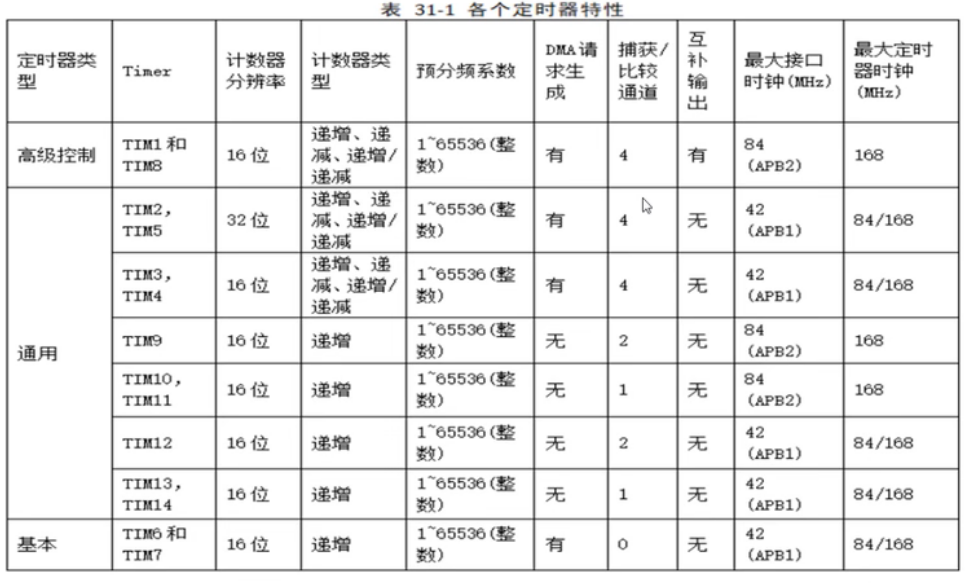 表 31-1 各个定时器特性
定时器类型 Timer 计数器分辨率 计数器类型 预分频系数 DMA请求生成 捕获/比较通道 互补输出 最大接口时钟(MHz) 最大定时器时钟(MHz)
高级控制 TIM1和TIM8 16位 递增、递减、递增/递减 1~65536(整数) 有 4 有 84(APB2) 168
通用 TIM2,TIM5 32位 递增、递减、递增/递减 1~65536(整数) 有 4 无 42(APB1) 84/168
TIM3,TIM4 16位 递增、递减、递增/递减 1~65536(整数) 有 4 无 42(APB1) 84/168
TIM9 16位 递增 1~65536(整数) 无 2 无 84(APB2) 168
TIM10,TIM11 16位 递增 1~65536(整数) 无 1 无 84(APB2) 168
TIM12 16位 递增 1~65536(整数) 无 2 无 42(APB1) 84/168
TIM13,TIM14 16位 递增 1~65536(整数) 无 1 无 42(APB1) 84/168
基本 TIM6和TIM7 16位 递增 1~65536(整数) 有 0 无 42(APB1) 84/168